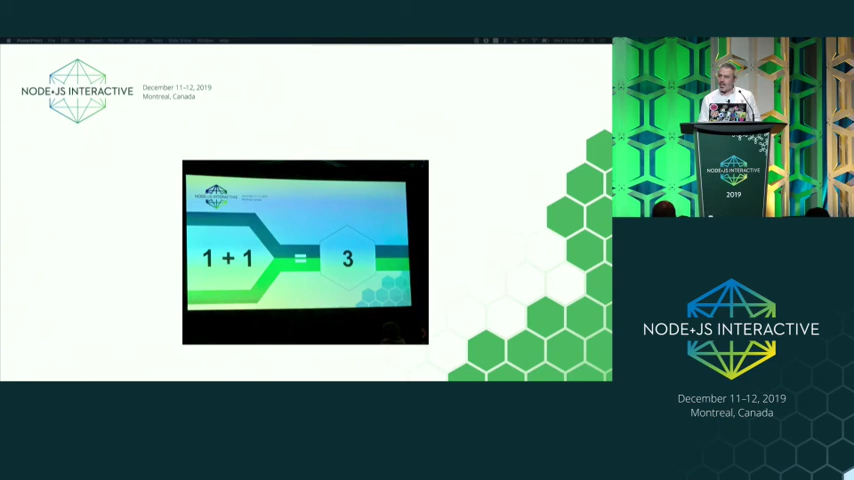 NODE+JS INTERACTIVE
December 11–12, 2019
Montreal, Canada
1 + 1 = 3
NODE+JS INTERACTIVE
2019
NODE+JS INTERACTIVE
December 11–12, 2019
Montreal, Canada